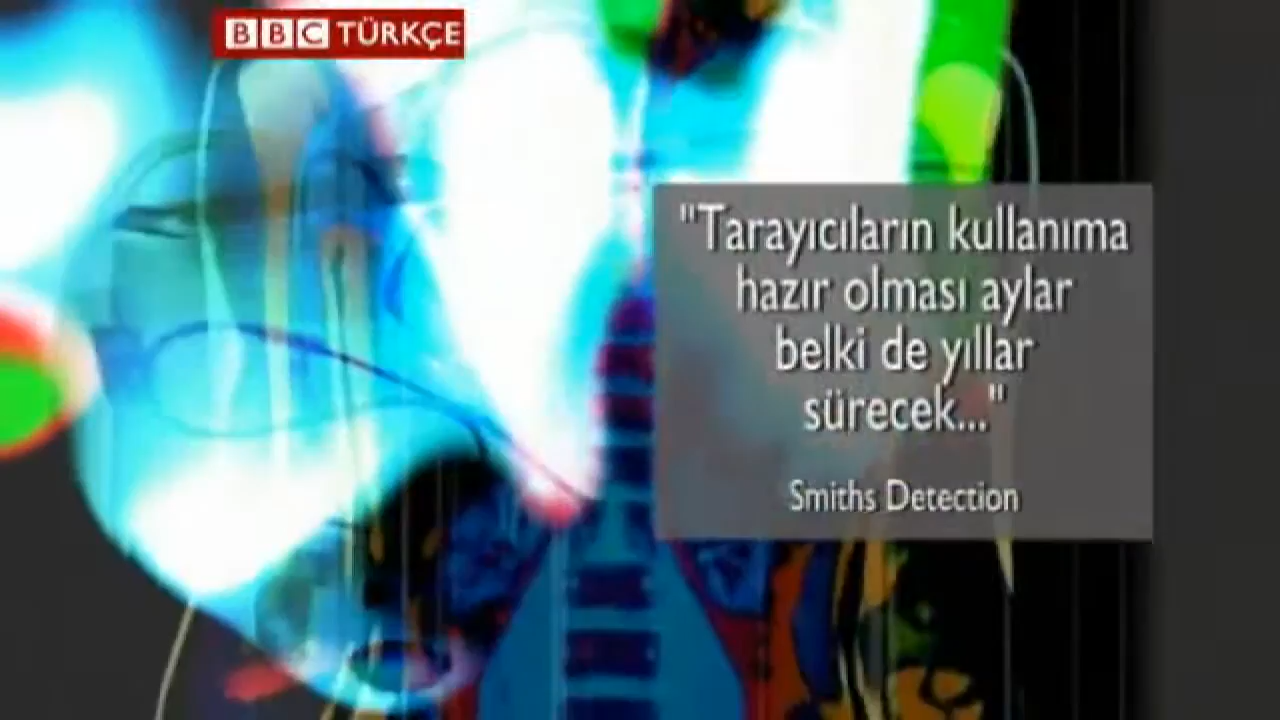 BBC TÜRKÇE
"Tarayıcıların kullanıma
hazır olması aylar
belki de yıllar
sürecek..."
Smiths Detection